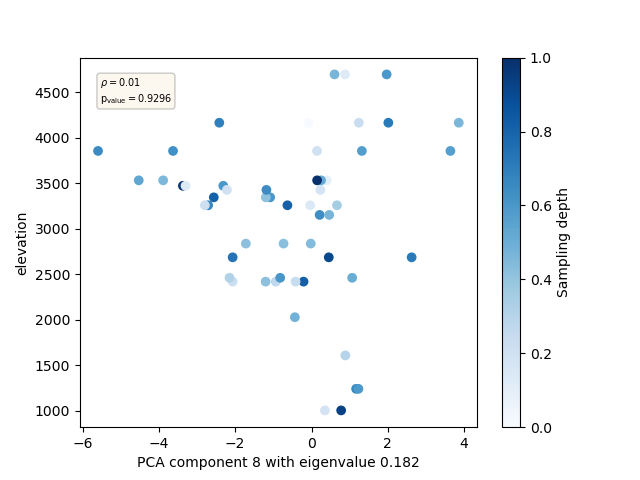 ρ = 0.01
p_value = 0.9296
4500
4000
3500
3000
2500
2000
1500
1000
elevation
−6 −4 −2 0 2 4
PCA component 8 with eigenvalue 0.182
1.0
0.8
0.6
0.4
0.2
0.0
Sampling depth